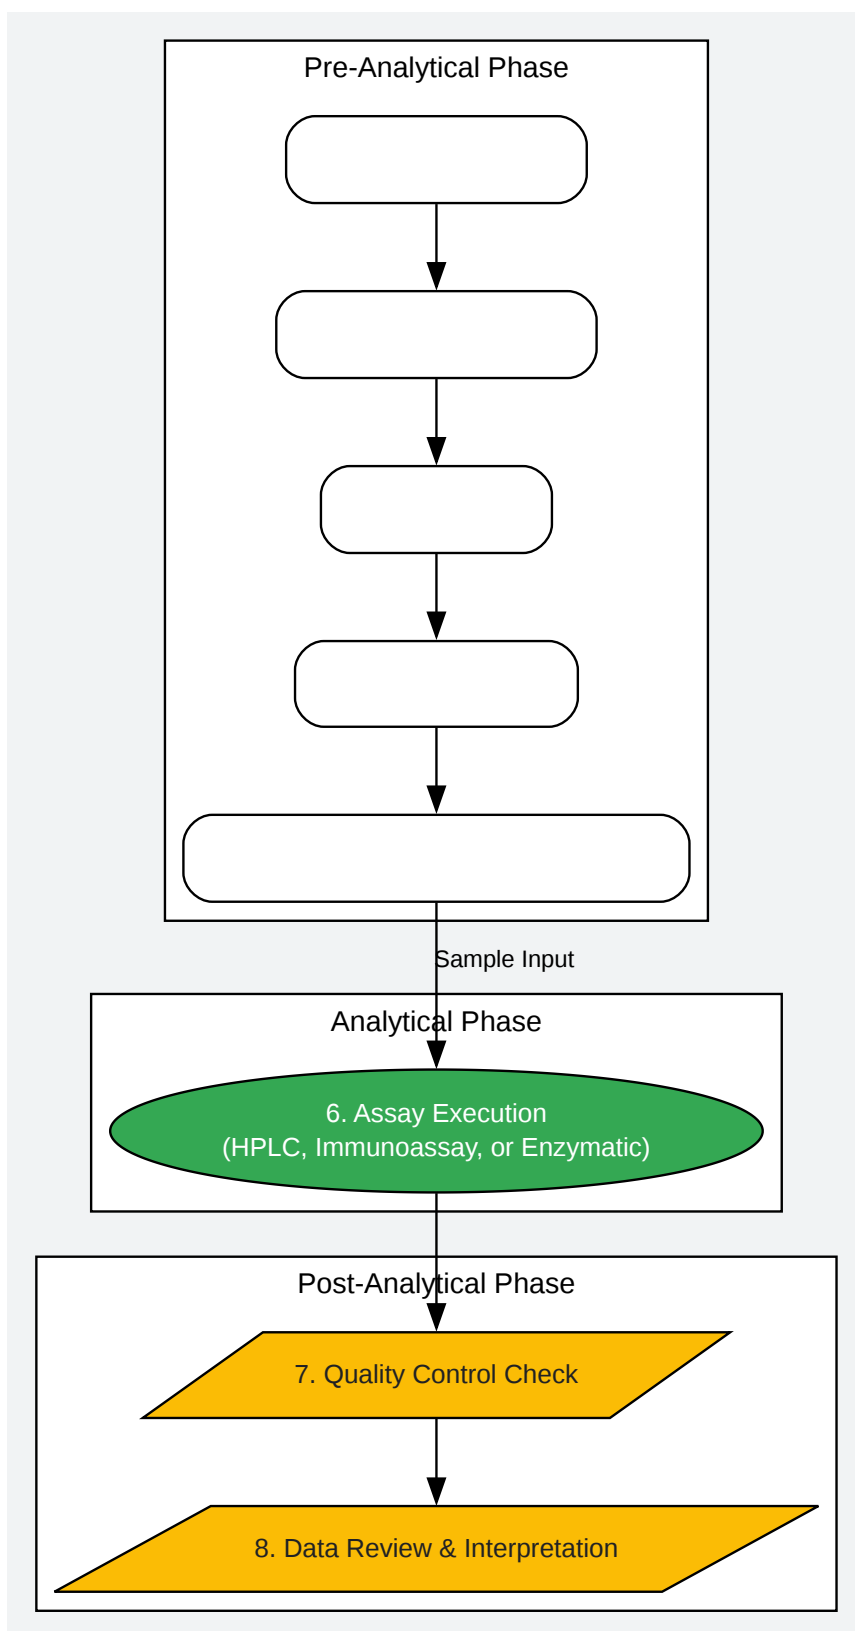 Pre-Analytical Phase
Sample Input
Analytical Phase
6. Assay Execution
(HPLC, Immunoassay, or Enzymatic)
Post-Analytical Phase
7. Quality Control Check
8. Data Review & Interpretation